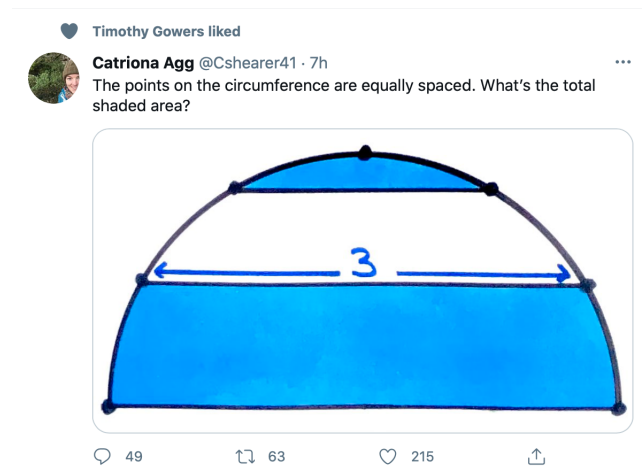 Timothy Gowers liked
Catriona Agg @Cshearer41 · 7h
The points on the circumference are equally spaced. What's the total
shaded area?
3
49 63 215